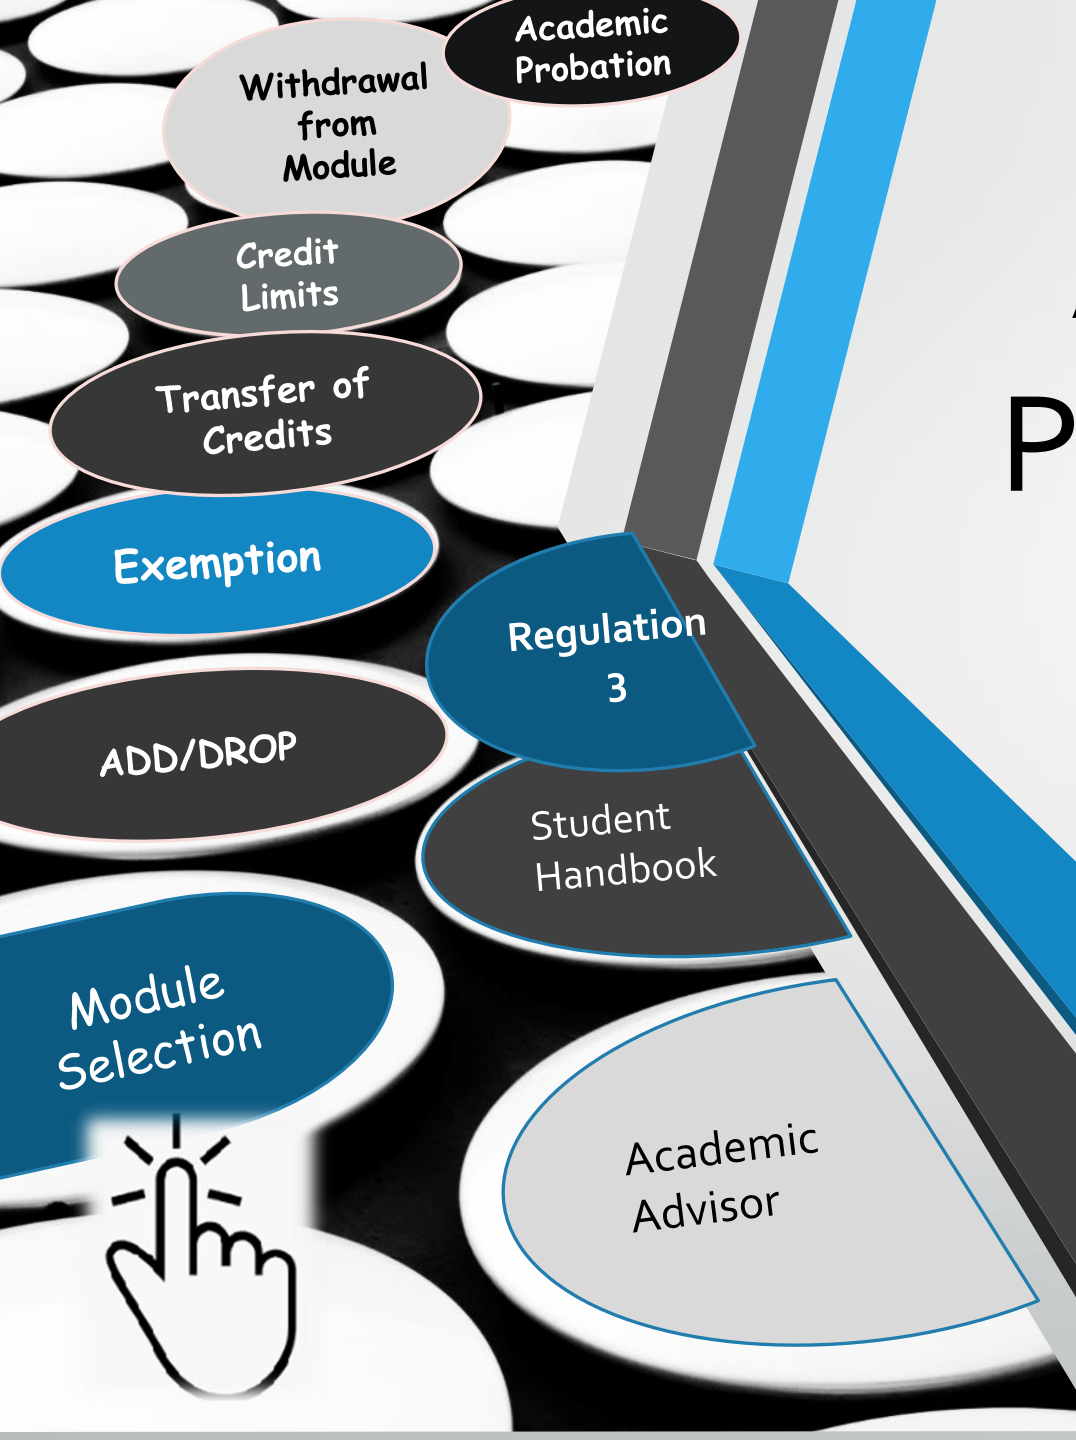 Academic
Probation
Withdrawal
from
Module
Credit
Limits
Transfer of
Credits
Exemption
Regulation
3
ADD/DROP
Student
Handbook
Module
Selection
Academic
Advisor
P